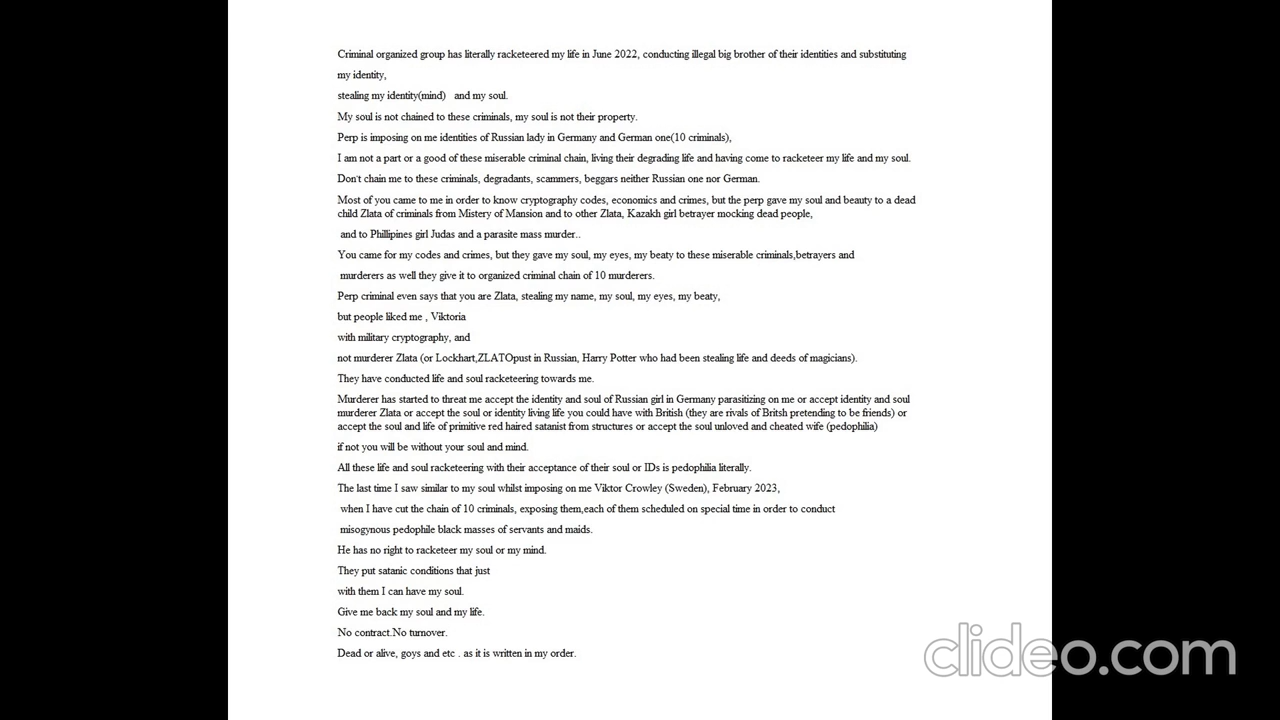 Criminal organized group has literally racketeered my life in June 2022, conducting illegal big brother of their identities and substituting
my identity,
stealing my identity(mind)   and my soul.
My soul is not chained to these criminals, my soul is not their property.
Perp is imposing on me identities of Russian lady in Germany and German one(10 criminals),
I am not a part or a good of these miserable criminal chain, living their degrading life and having come to racketeer my life and my soul.
Don't chain me to these criminals, degradants, scammers, beggars neither Russian one nor German.
Most of you came to me in order to know cryptography codes, economics and crimes, but the perp gave my soul and beauty to a dead
child Zlata of criminals from Mistery of Mansion and to other Zlata, Kazakh girl betrayer mocking dead people,
and to Phillipines girl Judas and a parasite mass murder..
You came for my codes and crimes, but they gave my soul, my eyes, my beaty to these miserable criminals,betrayers and
murderers as well they give it to organized criminal chain of 10 murderers.
Perp criminal even says that you are Zlata, stealing my name, my soul, my eyes, my beaty,
but people liked me , Viktoria
with military cryptography, and
not murderer Zlata (or Lockhart,ZLATOpust in Russian, Harry Potter who had been stealing life and deeds of magicians).
They have conducted life and soul racketeering towards me.
Murderer has started to threat me accept the identity and soul of Russian girl in Germany parasitizing on me or accept identity and soul
murderer Zlata or accept the soul or identity living life you could have with British (they are rivals of Britsh pretending to be friends) or
accept the soul and life of primitive red haired satanist from structures or accept the soul unloved and cheated wife (pedophilia)
if not you will be without your soul and mind.
All these life and soul racketeering with their acceptance of their soul or IDs is pedophilia literally.
The last time I saw similar to my soul whilst imposing on me Viktor Crowley (Sweden), February 2023,
when I have cut the chain of 10 criminals, exposing them,each of them scheduled on special time in order to conduct
misogynous pedophile black masses of servants and maids.
He has no right to racketeer my soul or my mind.
They put satanic conditions that just
with them I can have my soul.
Give me back my soul and my life.
No contract.No turnover.
Dead or alive, goys and etc . as it is written in my order.
clideo.com